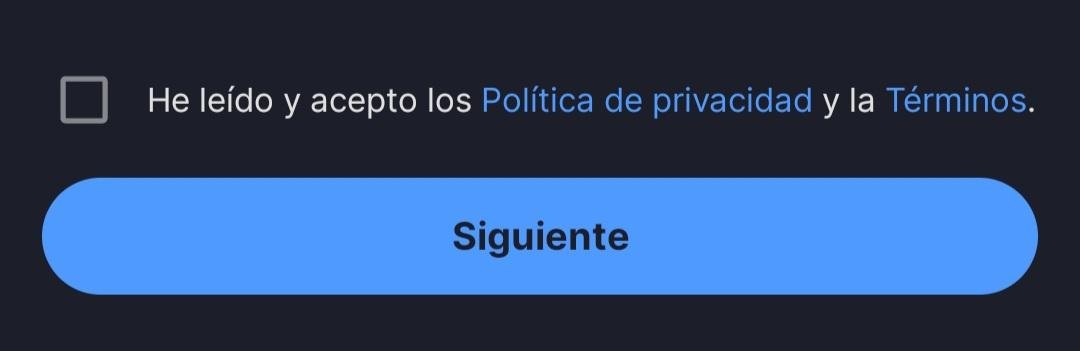 He leído y acepto los Política de privacidad y la Términos.
Siguiente